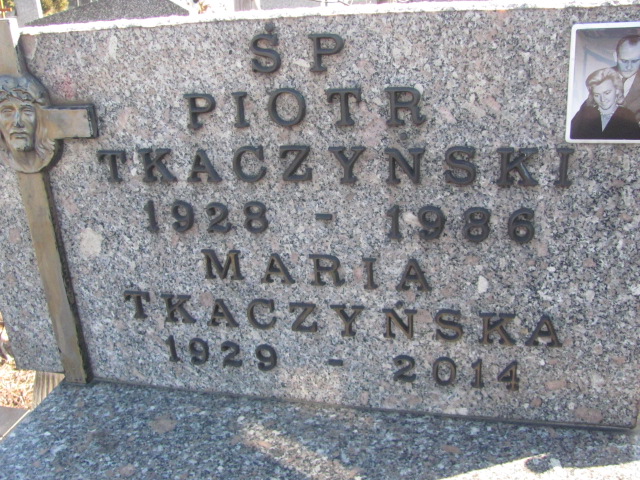 ŚP
PIOTR
TKACZYNSKI
1928 - 1986
MARIA
TKACZYŃSKA
1929 - 2014